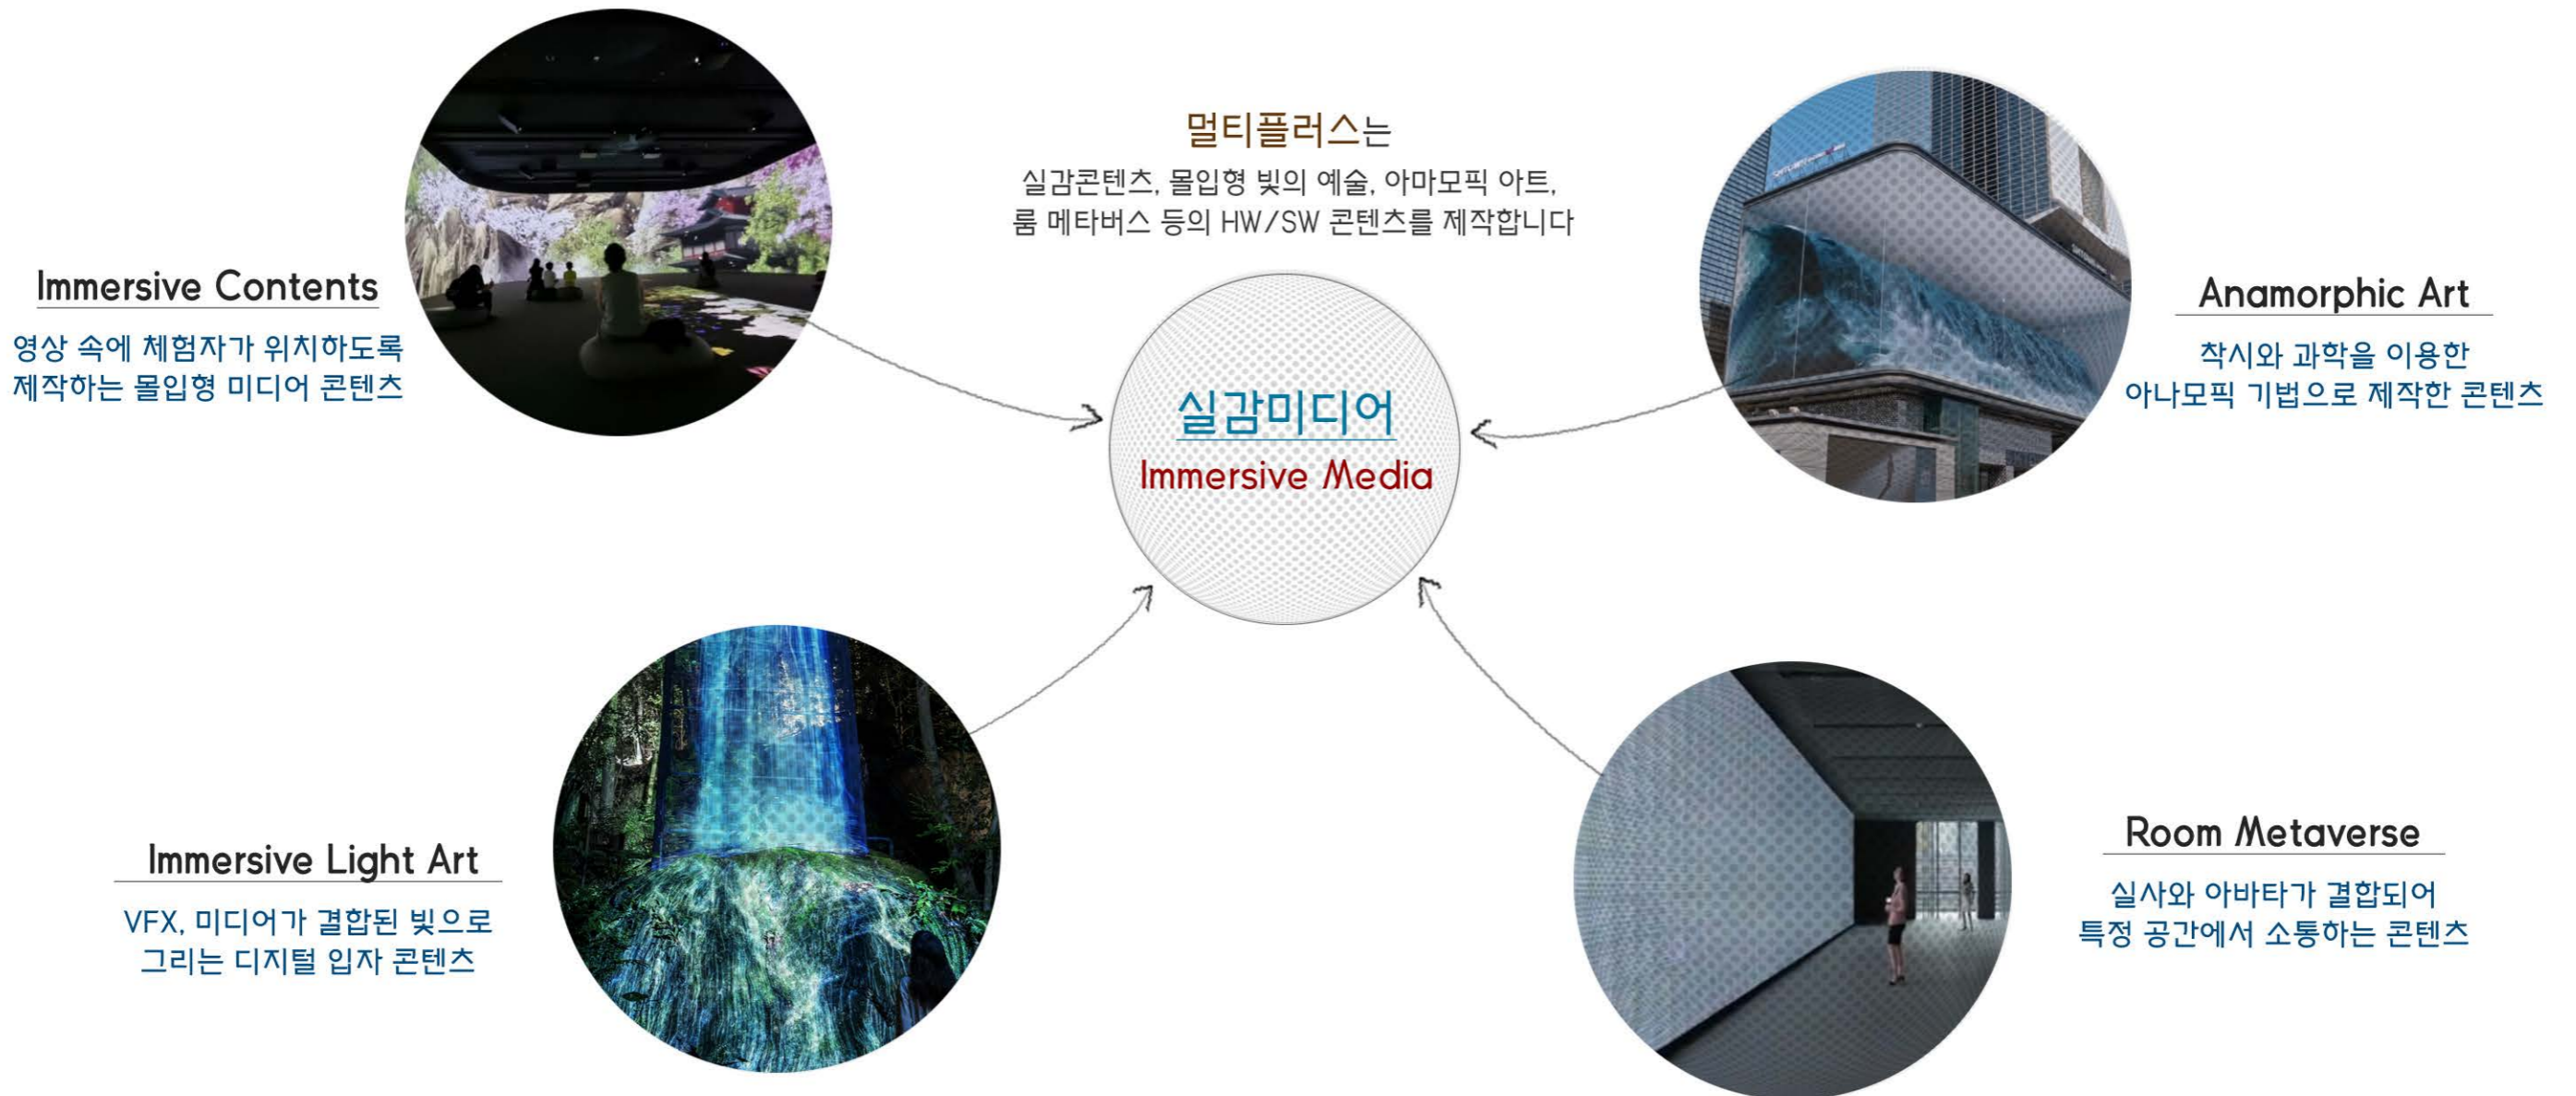 멀티플러스는
실감콘텐츠, 몰입형 빛의 예술, 아마모픽 아트,
룸 메타버스 등의 HW/SW 콘텐츠를 제작합니다
Immersive Contents
영상 속에 체험자가 위치하도록
제작하는 몰입형 미디어 콘텐츠
실감미디어
Immersive Media
Anamorphic Art
착시와 과학을 이용한
아나모픽 기법으로 제작한 콘텐츠
Immersive Light Art
VFX, 미디어가 결합된 빛으로
그리는 디지털 입자 콘텐츠
Room Metaverse
실사와 아바타가 결합되어
특정 공간에서 소통하는 콘텐츠